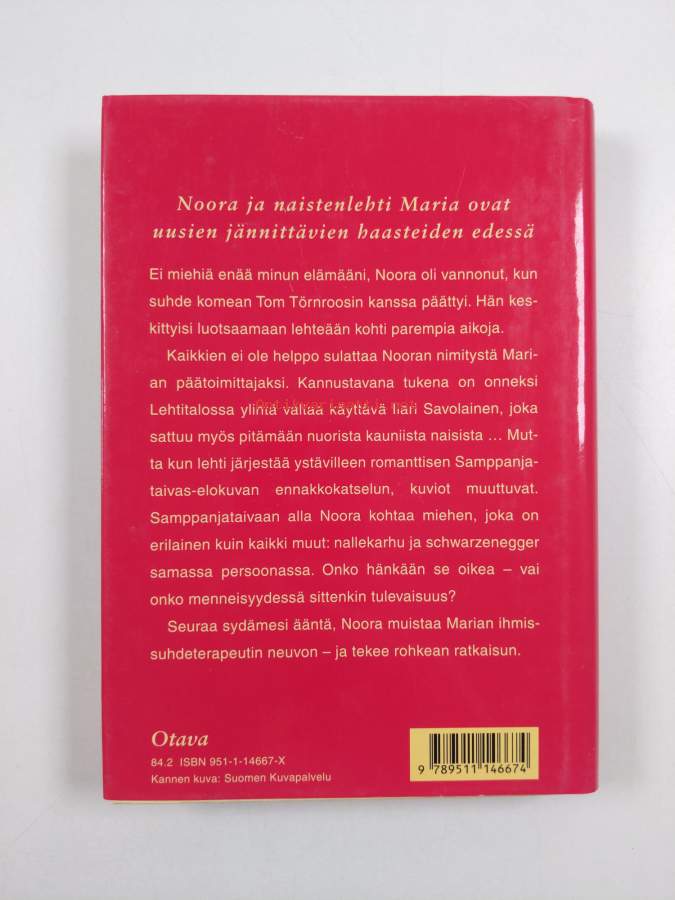 Noora ja naistenlehti Maria ovat
uusien jännittävien haasteiden edessä
Ei miehiä enää minun elämääni, Noora oli vannonut, kun
suhde komean Tom Törnroosin kanssa päättyi. Hän kes-
kittyisi luotsaamaan lehteään kohti parempia aikoja.
Kaikkien ei ole helppo sulattaa Nooran nimitystä Mari-
an päätoimittajaksi. Kannustavana tukena on onneksi
Lehtitalossa ylintä valtaa käyttävä Ilari Savolainen, joka
sattuu myös pitämään nuorista kauniista naisista ... Mut-
ta kun lehti järjestää ystävilleen romanttisen Samppanja-
taivas-elokuvan ennakkokatselun, kuviot muuttuvat.
Samppanjataivaan alla Noora kohtaa miehen, joka on
erilainen kuin kaikki muut: nallekarhu ja schwarzenegger
samassa persoonassa. Onko hänkään se oikea – vai
onko menneisyydessä sittenkin tulevaisuus?
Seuraa sydämesi ääntä, Noora muistaa Marian ihmis-
suhdeterapeutin neuvon – ja tekee rohkean ratkaisun.
Otava
84.2 ISBN 951-1-14667-X
Kannen kuva: Suomen Kuvapalvelu
9 789511 146674